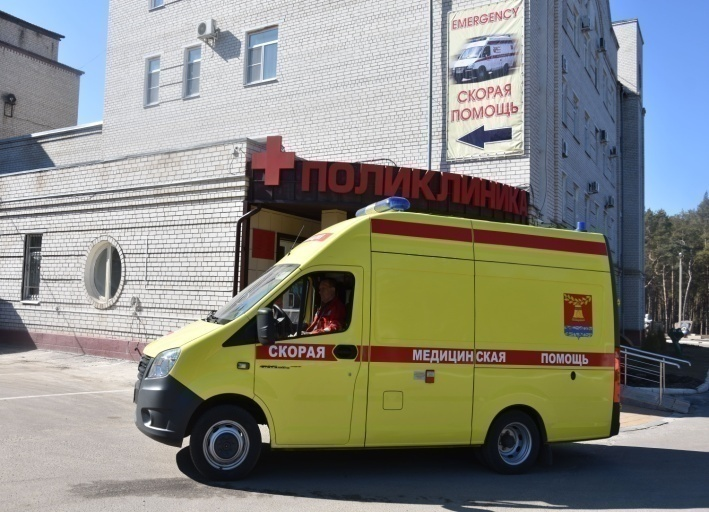 EMERGENCY
СКОРАЯ
ПОМОЩЬ
ПОЛИКЛИНИКА
СКОРАЯ МЕДИЦИНСКАЯ ПОМОЩЬ